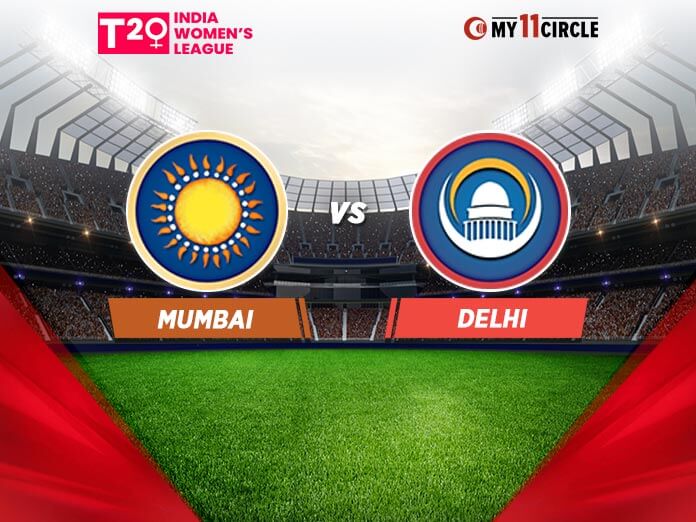 T20
INDIA
WOMEN'S
LEAGUE
MY11CIRCLE
VS
MUMBAI
DELHI